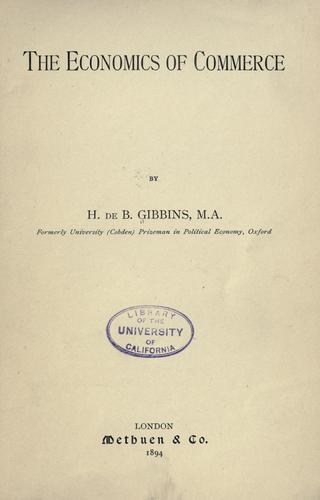 THE ECONOMICS OF COMMERCE
BY
H. DE B. GIBBINS, M.A.
Formerly University (Cobden) Prizeman in Political Economy, Oxford
LIBRARY
OF THE
UNIVERSITY
OF
CALIFORNIA
LONDON
Methuen & Co.
1894